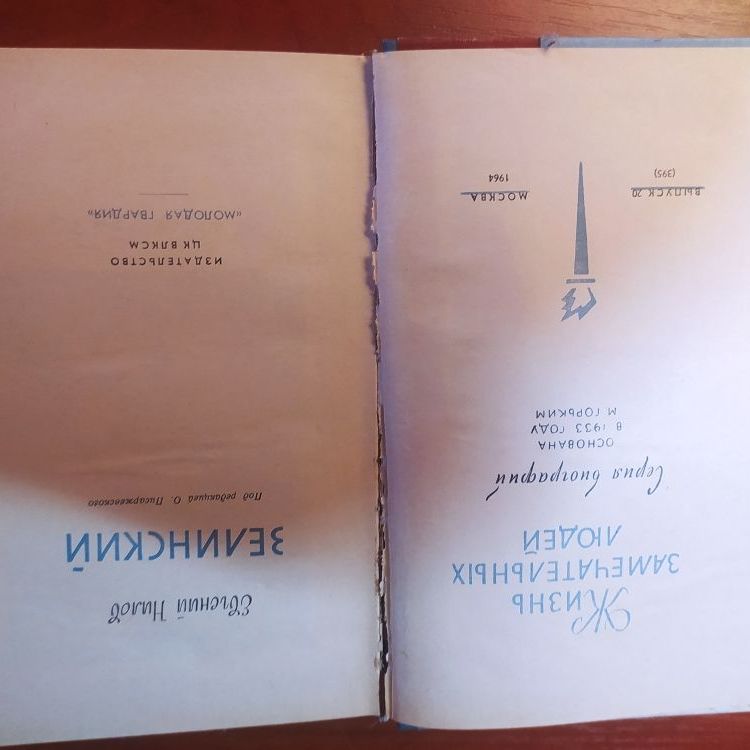 ЖИЗНЬ
ЗАМЕЧАТЕЛЬНЫХ
ЛЮДЕЙ
Серия биографий
ОСНОВАНА
В 1933 ГОДУ
М ГОРЬКИМ
ВЫПУСК 20
(395)
МОСКВА
1964
Евгений Нилов
ЗЕЛИНСКИЙ
Под редакцией О. Писаржевского
ИЗДАТЕЛЬСТВО
ЦК ВЛКСМ
«МОЛОДАЯ ГВАРДИЯ»